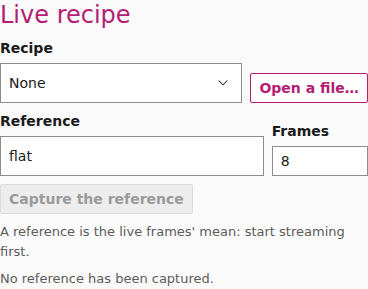 Live recipe
Recipe
None
Open a file...
Reference
Frames
flat
8
Capture the reference
A reference is the live frames' mean: start streaming
first.
No reference has been captured.